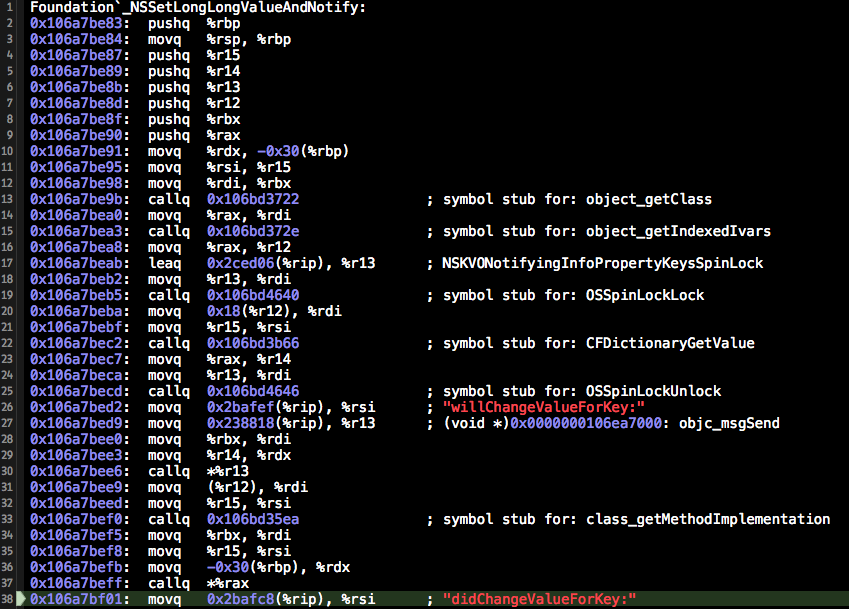 1 Foundation`_NSSetLongLongValueAndNotify:
2 0x106a7be83: pushq %rbp
3 0x106a7be84: movq %rsp, %rbp
4 0x106a7be87: pushq %r15
5 0x106a7be89: pushq %r14
6 0x106a7be8b: pushq %r13
7 0x106a7be8d: pushq %r12
8 0x106a7be8f: pushq %rbx
9 0x106a7be90: pushq %rax
10 0x106a7be91: movq %rdx, -0x30(%rbp)
11 0x106a7be95: movq %rsi, %r15
12 0x106a7be98: movq %rdi, %rbx
13 0x106a7be9b: callq 0x106bd3722 ; symbol stub for: object_getClass
14 0x106a7bea0: movq %rax, %rdi
15 0x106a7bea3: callq 0x106bd372e ; symbol stub for: object_getIndexedIvars
16 0x106a7bea8: movq %rax, %r12
17 0x106a7beab: leaq 0x2ced06(%rip), %r13 ; NSKVONotifyingInfoPropertyKeysSpinLock
18 0x106a7beb2: movq %r13, %rdi
19 0x106a7beb5: callq 0x106bd4640 ; symbol stub for: OSSpinLockLock
20 0x106a7beba: movq 0x18(%r12), %rdi
21 0x106a7bebf: movq %r15, %rsi
22 0x106a7bec2: callq 0x106bd3b66 ; symbol stub for: CFDictionaryGetValue
23 0x106a7bec7: movq %rax, %r14
24 0x106a7beca: movq %r13, %rdi
25 0x106a7becd: callq 0x106bd4646 ; symbol stub for: OSSpinLockUnlock
26 0x106a7bed2: movq 0x2bafef(%rip), %rsi ; "willChangeValueForKey:"
27 0x106a7bed9: movq 0x238818(%rip), %r13 ; (void *)0x0000000106ea7000: objc_msgSend
28 0x106a7bee0: movq %rbx, %rdi
29 0x106a7bee3: movq %r14, %rdx
30 0x106a7bee6: callq *%r13
31 0x106a7bee9: movq (%r12), %rdi
32 0x106a7beed: movq %r15, %rsi
33 0x106a7bef0: callq 0x106bd35ea ; symbol stub for: class_getMethodImplementation
34 0x106a7bef5: movq %rbx, %rdi
35 0x106a7bef8: movq %r15, %rsi
36 0x106a7befb: movq -0x30(%rbp), %rdx
37 0x106a7beff: callq *%rax
38 0x106a7bf01: movq 0x2bafc8(%rip), %rsi ; "didChangeValueForKey:"